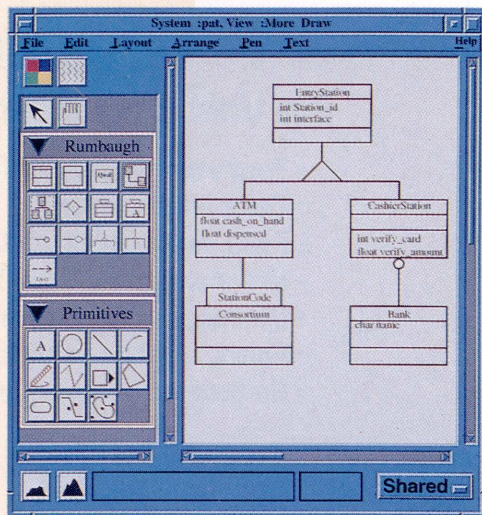 System :pat, View :More Draw
File Edit Layout Arrange Pen Text Help
Rumbaugh
Qual
A
Primitives
A
EntryStation
int Station_id
int interface
ATM
float cash_on_hand
float dispensed
CashierStation
int verify_card
float verify_amount
StationCode
Consortium
Bank
char name
Shared